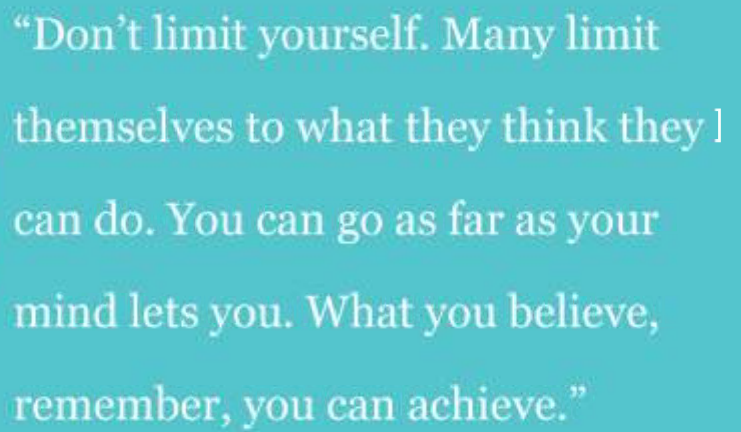 “Don’t limit yourself. Many limit
themselves to what they think they ]
can do. You can go as far as your
mind lets you. What you believe,
remember, you can achieve.”